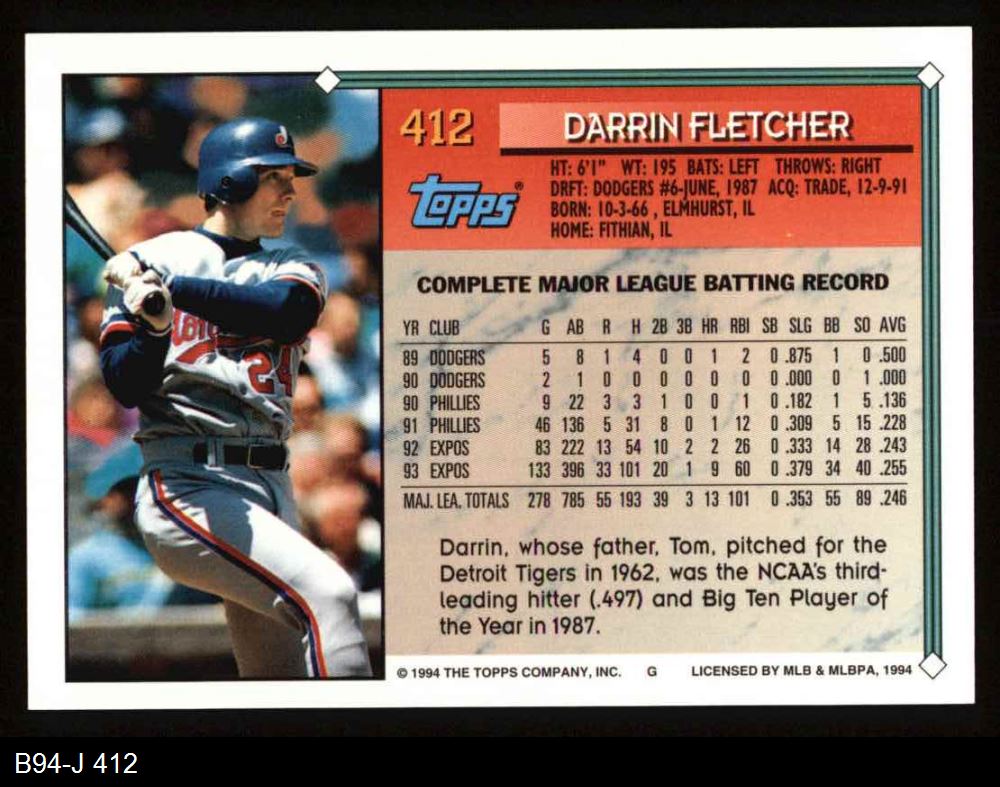 412 DARRIN FLETCHER
TOPPS®
HT: 6'1" WT: 195 BATS: LEFT THROWS: RIGHT
DRFT: DODGERS #6-JUNE, 1987 ACQ: TRADE, 12-9-91
BORN: 10-3-66 , ELMHURST, IL
HOME: FITHIAN, IL
COMPLETE MAJOR LEAGUE BATTING RECORD
YR CLUB G AB R H 2B 3B HR RBI SB SLG BB SO AVG
89 DODGERS 5 8 1 4 0 0 1 2 0 .875 1 0 .500
90 DODGERS 2 1 0 0 0 0 0 0 0 .000 0 1 .000
90 PHILLIES 9 22 3 3 1 0 0 1 0 .182 1 5 .136
91 PHILLIES 46 136 5 31 8 0 1 12 0 .309 5 15 .228
92 EXPOS 83 222 13 54 10 2 2 26 0 .333 14 28 .243
93 EXPOS 133 396 33 101 20 1 9 60 0 .379 34 40 .255
MAJ. LEA. TOTALS 278 785 55 193 39 3 13 101 0 .353 55 89 .246
Darrin, whose father, Tom, pitched for the
Detroit Tigers in 1962, was the NCAA's third-
leading hitter (.497) and Big Ten Player of
the Year in 1987.
© 1994 THE TOPPS COMPANY, INC. G LICENSED BY MLB & MLBPA, 1994
24
B94-J 412